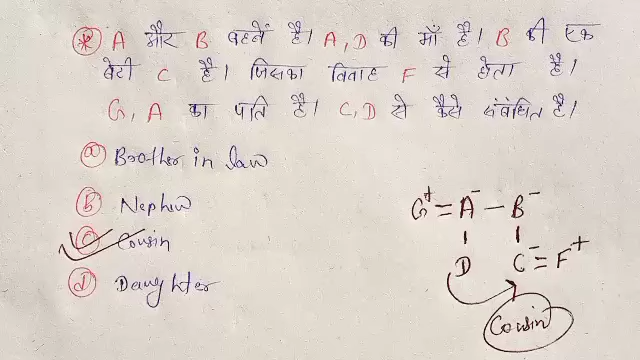 A और B बहनें है। A, D की माँ है। B की एक
बेटी C है। जिसका विवाह F से होता है।
G, A का पति है। C, D से कैसे संबंधित है।
(a) Brother in law
(b) Nephew
(c) Cousin
(d) Daughter
G+ = A- - B-
D C- = F+
Cousin